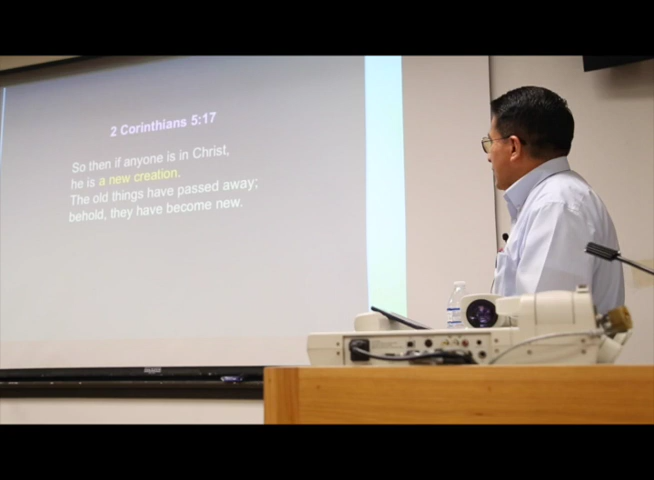 2 Corinthians 5:17
So then if anyone is in Christ,
he is a new creation.
The old things have passed away;
behold, they have become new.